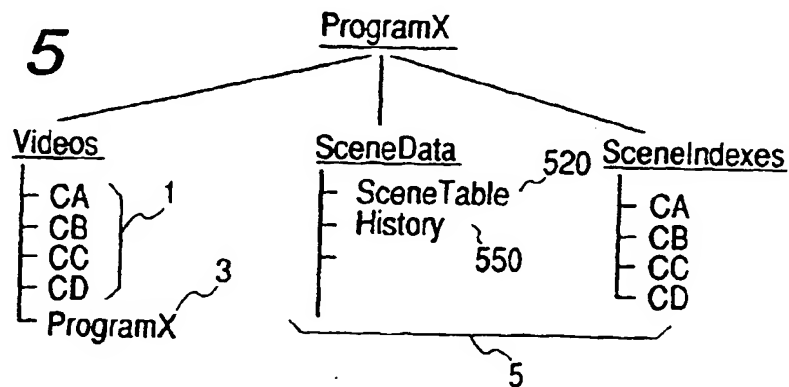 5
ProgramX
Videos
CA
CB
CC
CD
ProgramX
1
3
SceneData
SceneTable
History
520
550
SceneIndexes
CA
CB
CC
CD
5